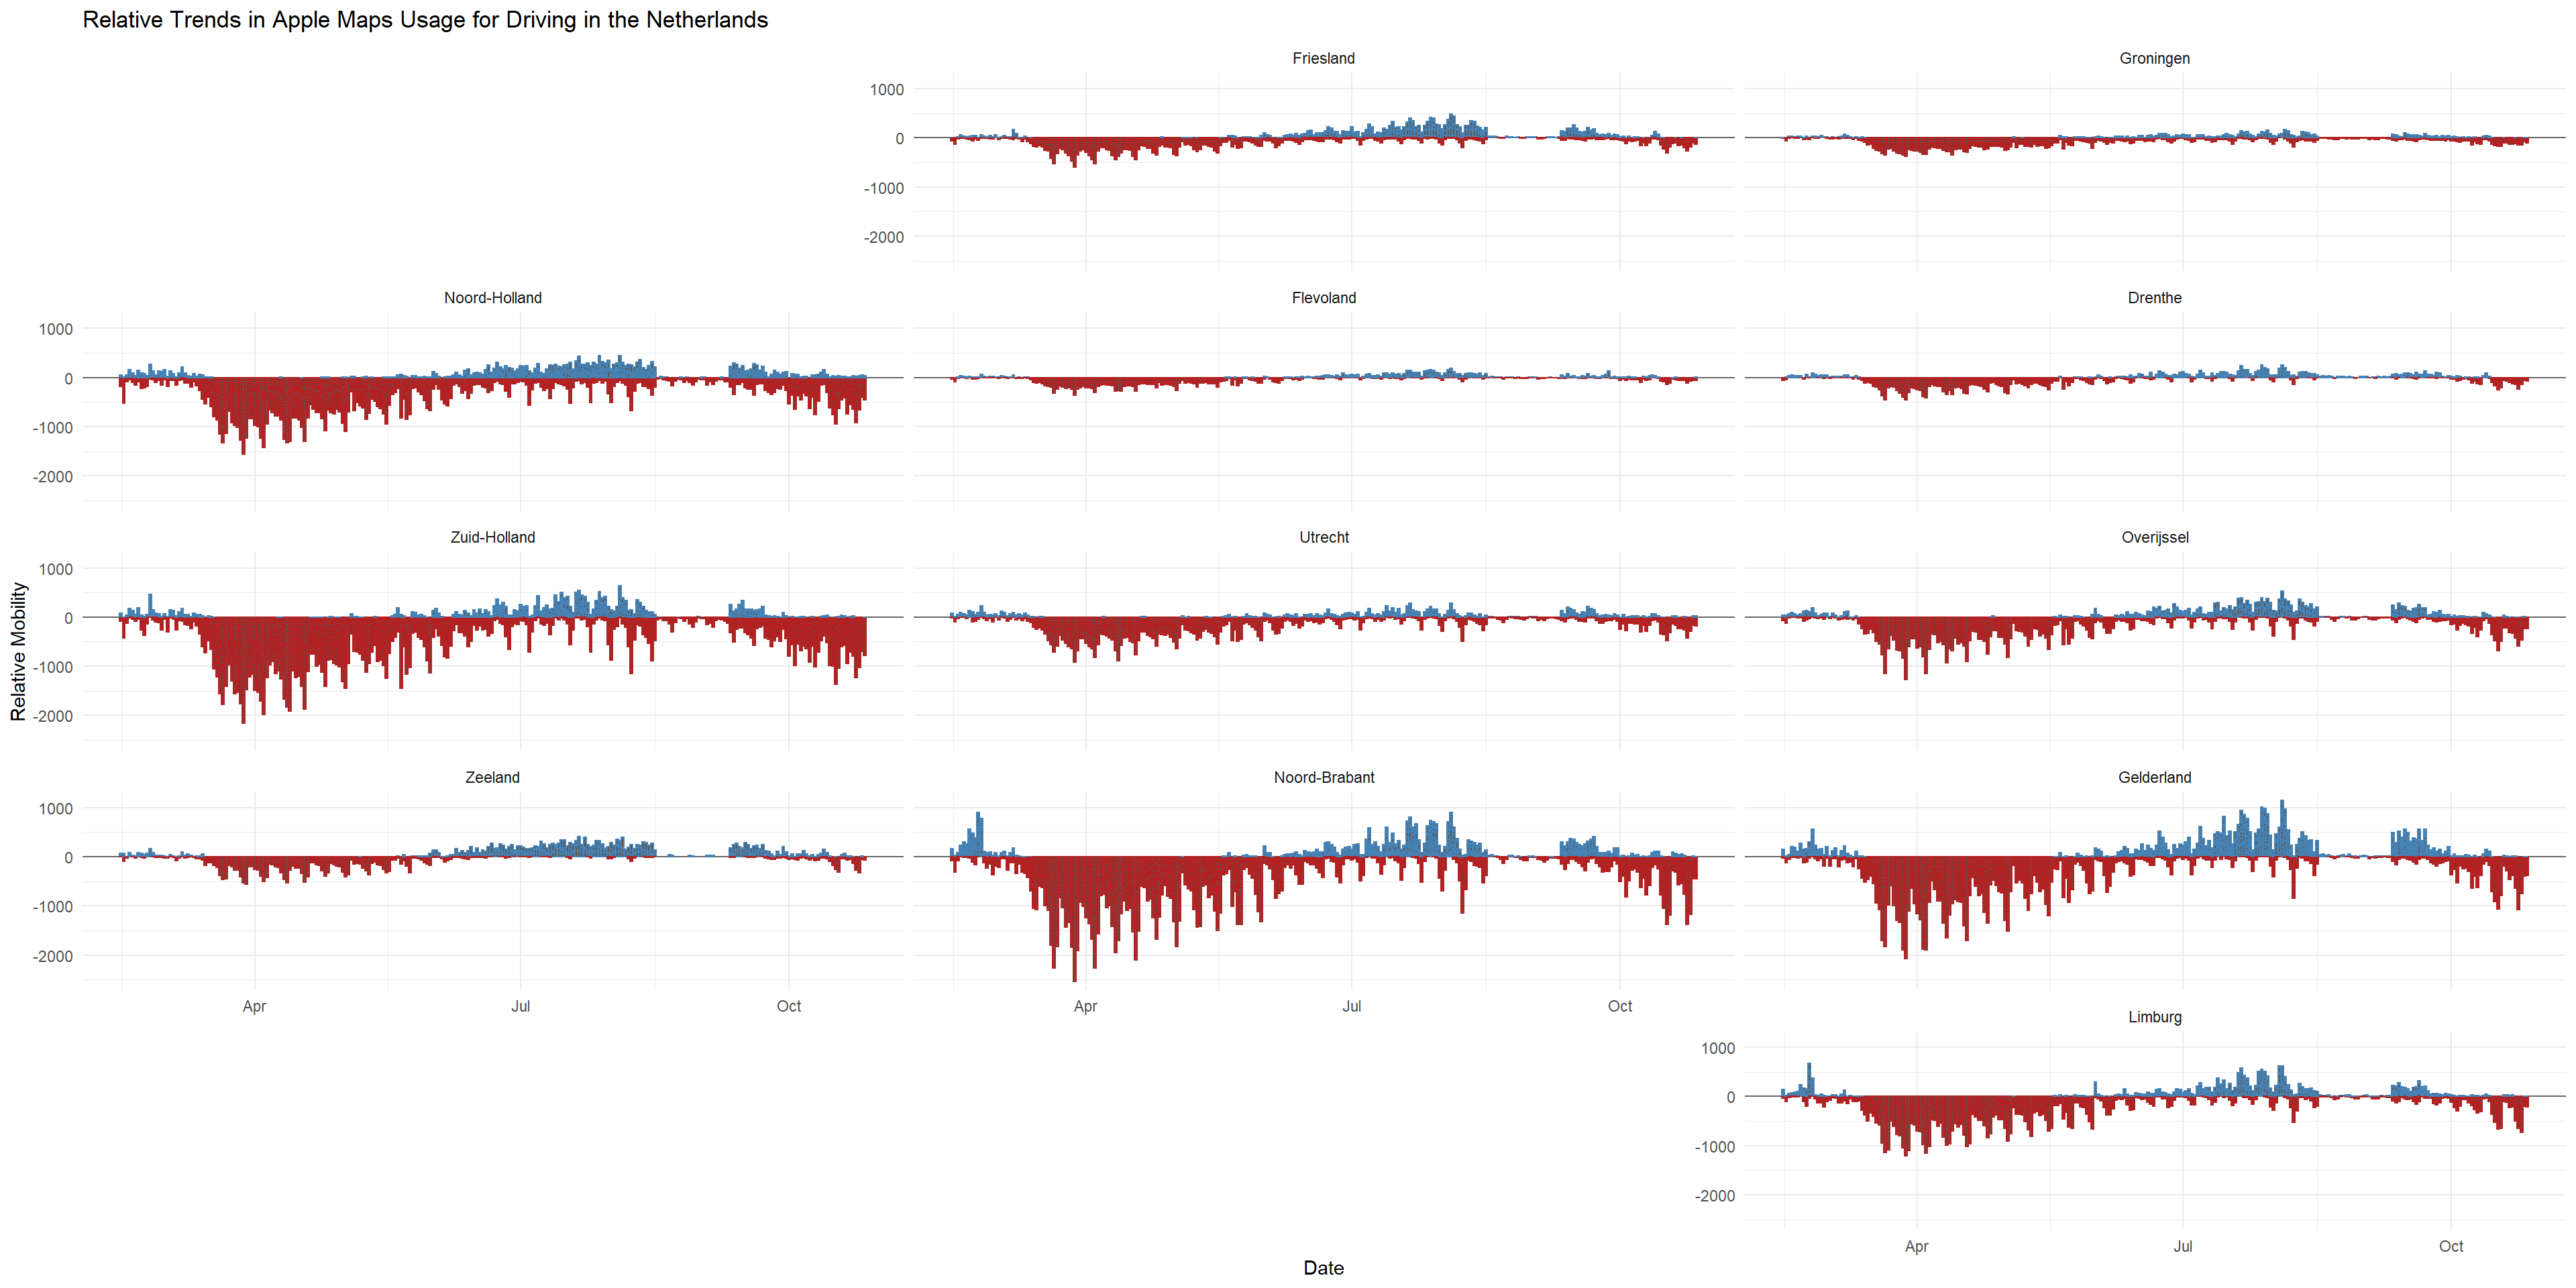 Relative Trends in Apple Maps Usage for Driving in the Netherlands
Friesland
Groningen
1000
0
-1000
-2000
Noord-Holland
Flevoland
Drenthe
1000
0
-1000
-2000
Zuid-Holland
Utrecht
Overijssel
1000
0
-1000
-2000
Relative Mobility
Zeeland
Noord-Brabant
Gelderland
1000
0
-1000
-2000
Apr Jul Oct
Apr Jul Oct
Limburg
1000
0
-1000
-2000
Apr Jul Oct
Date